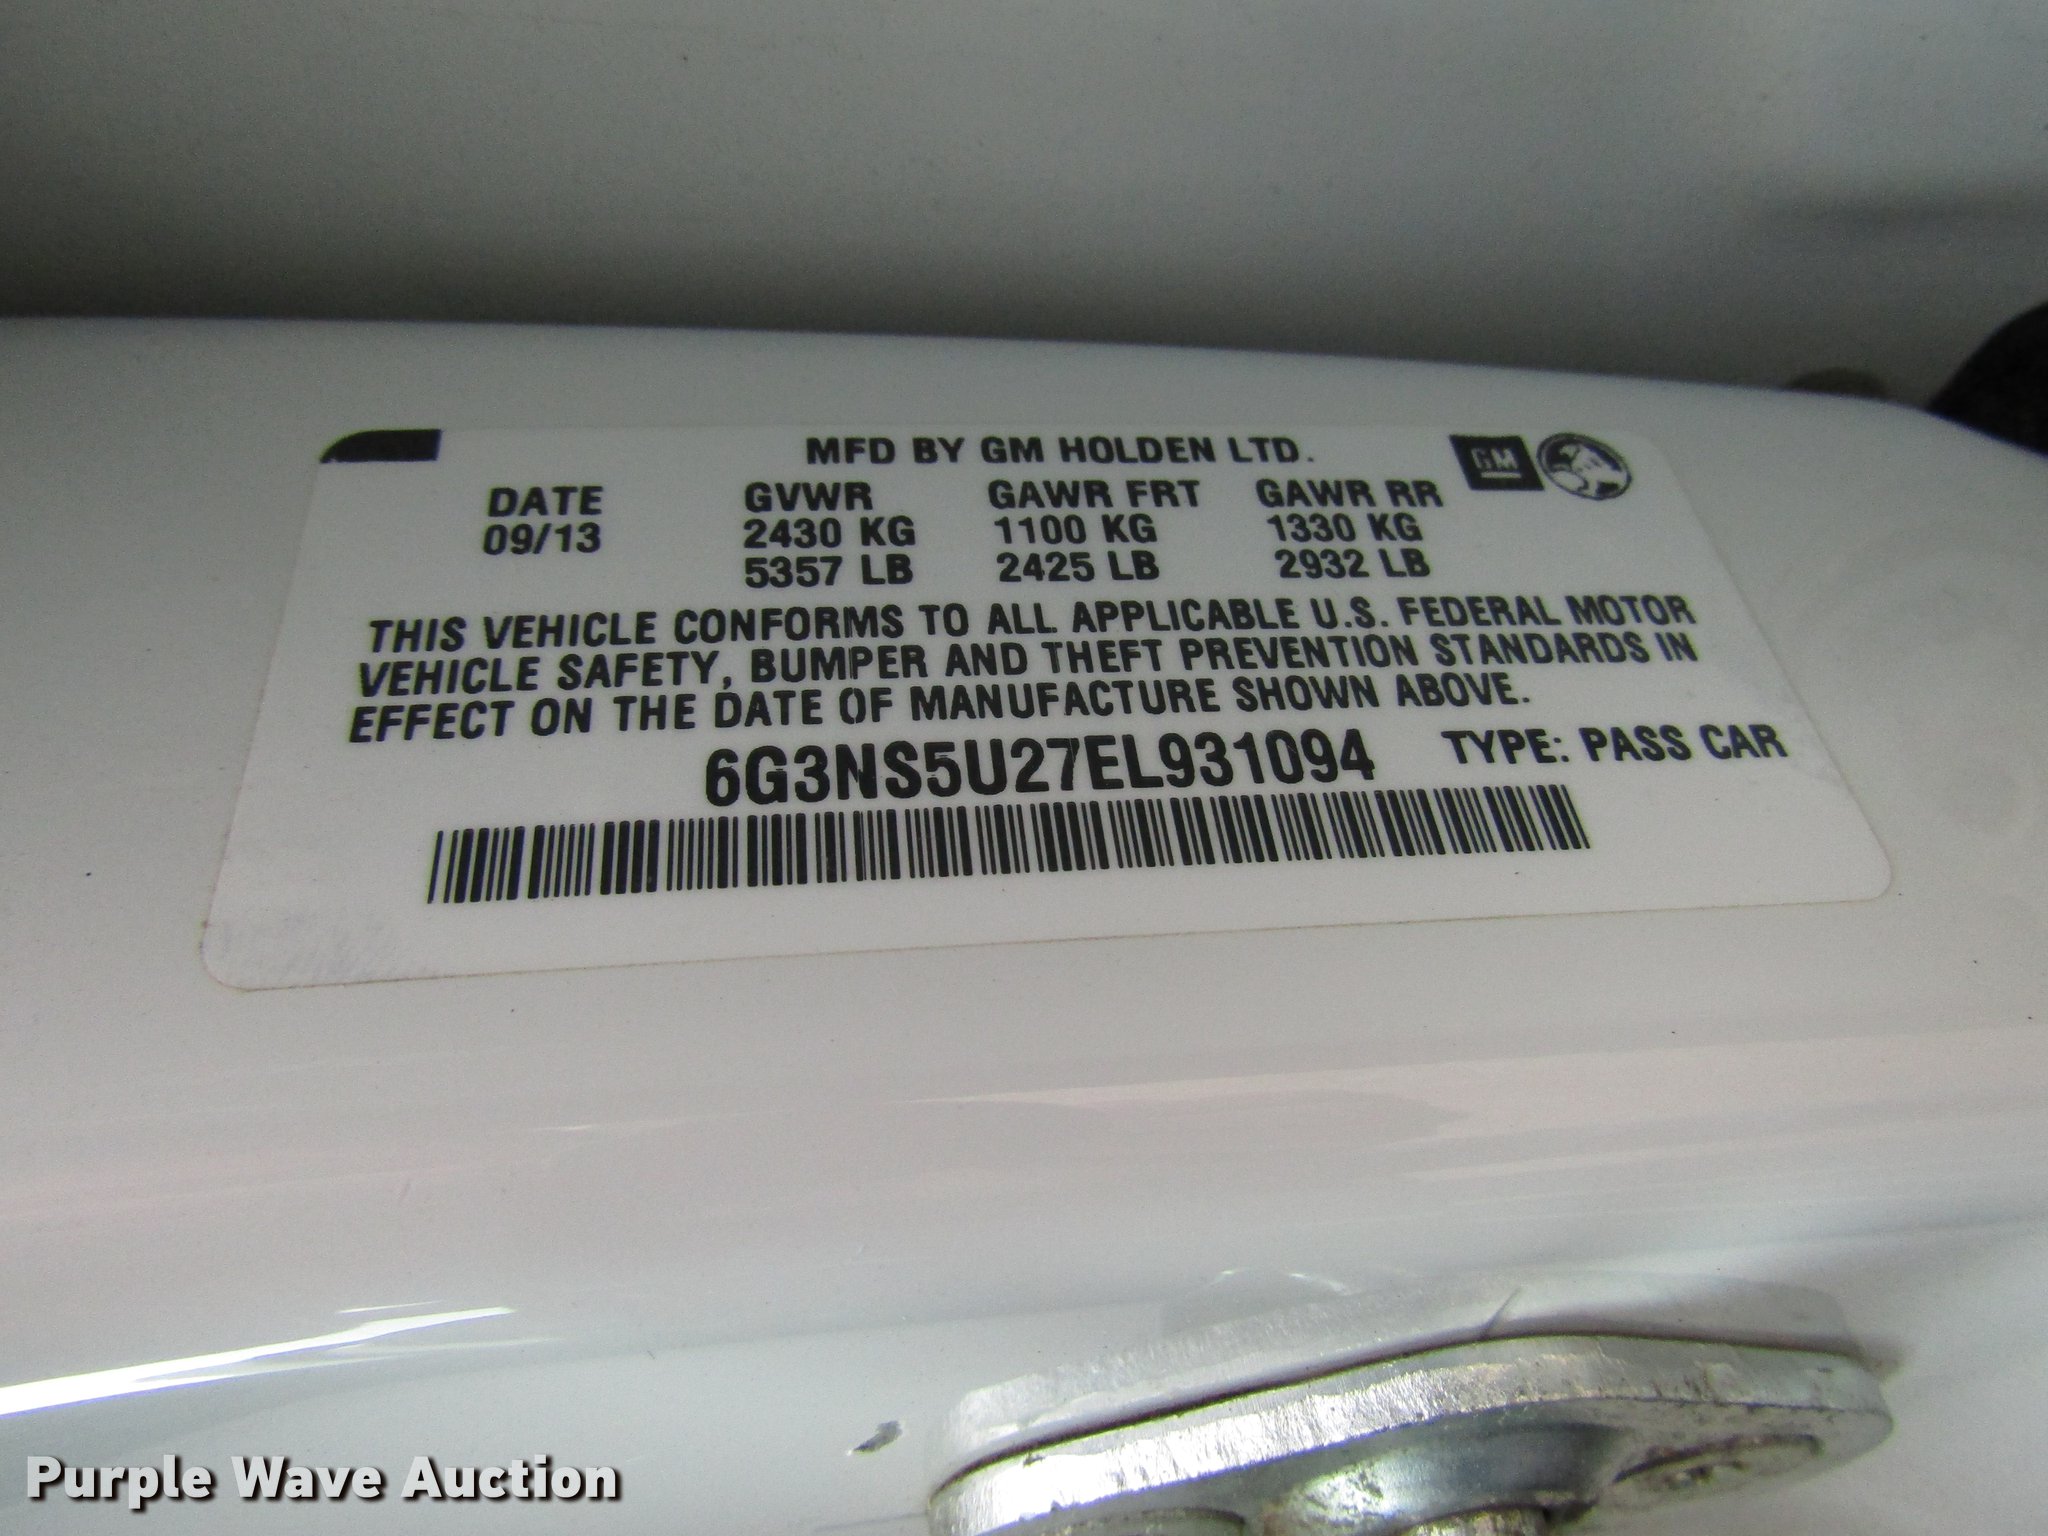 MFD BY GM HOLDEN LTD.
GM
DATE GVWR GAWR FRT GAWR RR
09/13 2430 KG 1100 KG 1330 KG
5357 LB 2425 LB 2932 LB
THIS VEHICLE CONFORMS TO ALL APPLICABLE U.S. FEDERAL MOTOR
VEHICLE SAFETY, BUMPER AND THEFT PREVENTION STANDARDS IN
EFFECT ON THE DATE OF MANUFACTURE SHOWN ABOVE.
6G3NS5U27EL931094 TYPE: PASS CAR
Purple Wave Auction